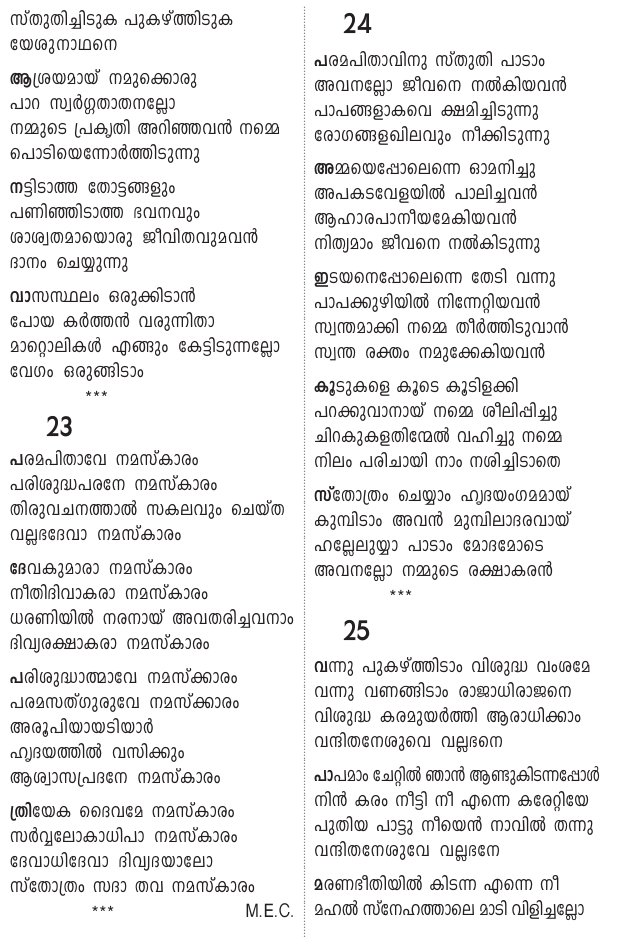 സ്തുതിച്ചിടുക പുകഴ്ത്തിടുക
യേശുനാഥനെ
ആശ്രയമായ് നമുക്കൊരു
പാറ സ്വർഗ്ഗതാതനല്ലോ
നമ്മുടെ പ്രകൃതി അറിഞ്ഞവൻ നമ്മെ
പൊടിയെന്നോർത്തിടുന്നു
നട്ടിടാത്ത തോട്ടങ്ങളും
പണിഞ്ഞിടാത്ത ഭവനവും
ശാശ്വതമായൊരു ജീവിതവുമവൻ
ദാനം ചെയ്യുന്നു
വാസസ്ഥലം ഒരുക്കിടാൻ
പോയ കർത്തൻ വരുന്നിതാ
മാറ്റൊലികൾ എങ്ങും കേട്ടിടുന്നല്ലോ
വേഗം ഒരുങ്ങിടാം
***
23
പരമപിതാവേ നമസ്കാരം
പരിശുദ്ധപരനേ നമസ്കാരം
തിരുവചനത്താൽ സകലവും ചെയ്ത
വല്ലഭദേവാ നമസ്കാരം
ദേവകുമാരാ നമസ്കാരം
നീതിദിവാകരാ നമസ്കാരം
ധരണിയിൽ നരനായ് അവതരിച്ചവനാം
ദിവ്യരക്ഷാകരാ നമസ്കാരം
പരിശുദ്ധാത്മാവേ നമസ്ക്കാരം
പരമസത്ഗുരുവേ നമസ്ക്കാരം
അരൂപിയായടിയാർ
ഹൃദയത്തിൽ വസിക്കും
ആശ്വാസപ്രദനേ നമസ്കാരം
ത്രിയേക ദൈവമേ നമസ്കാരം
സർവ്വലോകാധിപാ നമസ്കാരം
ദേവാധിദേവാ ദിവ്യദയാലോ
സ്തോത്രം സദാ തവ നമസ്കാരം
*** M.E.C.
24
പരമപിതാവിനു സ്തുതി പാടാം
അവനല്ലോ ജീവനെ നൽകിയവൻ
പാപങ്ങളാകവെ ക്ഷമിച്ചിടുന്നു
രോഗങ്ങളഖിലവും നീക്കിടുന്നു
അമ്മയെപ്പോലെന്നെ ഓമനിച്ചു
അപകടവേളയിൽ പാലിച്ചവൻ
ആഹാരപാനീയമേകിയവൻ
നിത്യമാം ജീവനെ നൽകിടുന്നു
ഇടയനെപ്പോലെന്നെ തേടി വന്നു
പാപക്കുഴിയിൽ നിന്നേറ്റിയവൻ
സ്വന്തമാക്കി നമ്മെ തീർത്തിടുവാൻ
സ്വന്ത രക്തം നമുക്കേകിയവൻ
കൂടുകളെ കൂടെ കൂടിളക്കി
പറക്കുവാനായ് നമ്മെ ശീലിപ്പിച്ചു
ചിറകുകളതിന്മേൽ വഹിച്ചു നമ്മെ
നിലം പരിചായി നാം നശിച്ചിടാതെ
സ്തോത്രം ചെയ്യാം ഹൃദയംഗമമായ്
കുമ്പിടാം അവൻ മുമ്പിലാദരവായ്
ഹല്ലേലുയ്യാ പാടാം മോദമോടെ
അവനല്ലോ നമ്മുടെ രക്ഷാകരൻ
***
25
വന്നു പുകഴ്ത്തിടാം വിശുദ്ധ വംശമേ
വന്നു വണങ്ങിടാം രാജാധിരാജനെ
വിശുദ്ധ കരമുയർത്തി ആരാധിക്കാം
വന്ദിതനേശുവെ വല്ലഭനെ
പാപമാം ചേറ്റിൽ ഞാൻ ആണ്ടുകിടന്നപ്പോൾ
നിൻ കരം നീട്ടി നീ എന്നെ കരേറ്റിയേ
പുതിയ പാട്ടു നീയെൻ നാവിൽ തന്നു
വന്ദിതനേശുവേ വല്ലഭനേ
മരണഭീതിയിൽ കിടന്ന എന്നെ നീ
മഹൽ സ്നേഹത്താലെ മാടി വിളിച്ചല്ലോ